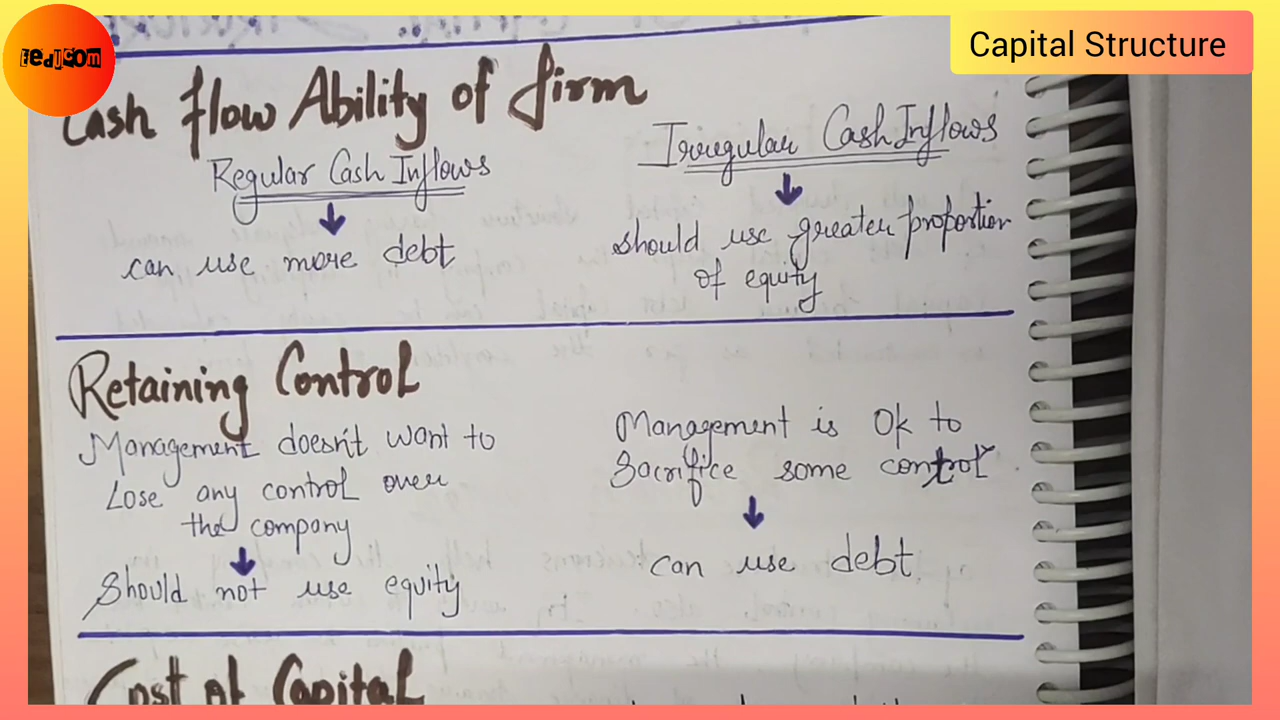 FedUcom
Capital Structure
Cash flow Ability of firm
Regular Cash Inflows
can use more debt
Irregular Cash Inflows
should use greater proportion
of equity
Retaining Control
Management doesn't want to
Lose any control over
the company
Should not use equity
Management is Ok to
Sacrifice some control
can use debt
Cost of Capital